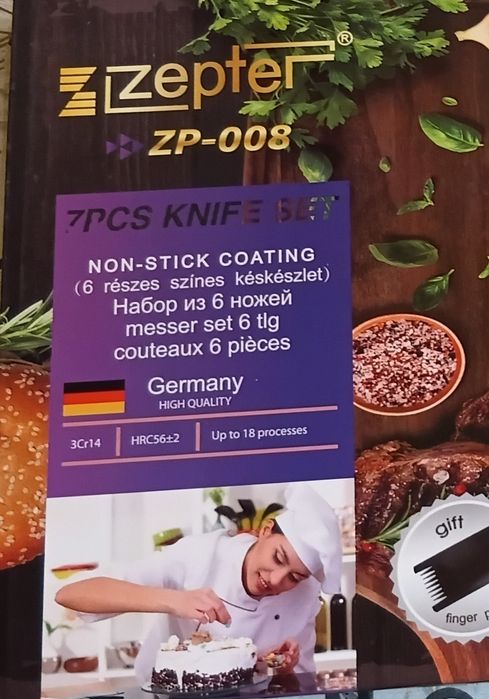 zepter®
ZP-008
7PCS KNIFE SET
NON-STICK COATING
(6 részes színes késkészlet)
Набор из 6 ножей
messer set 6 tlg
couteaux 6 pièces
Germany
HIGH QUALITY
3Cr14 HRC56±2 Up to 18 processes
gift
finger